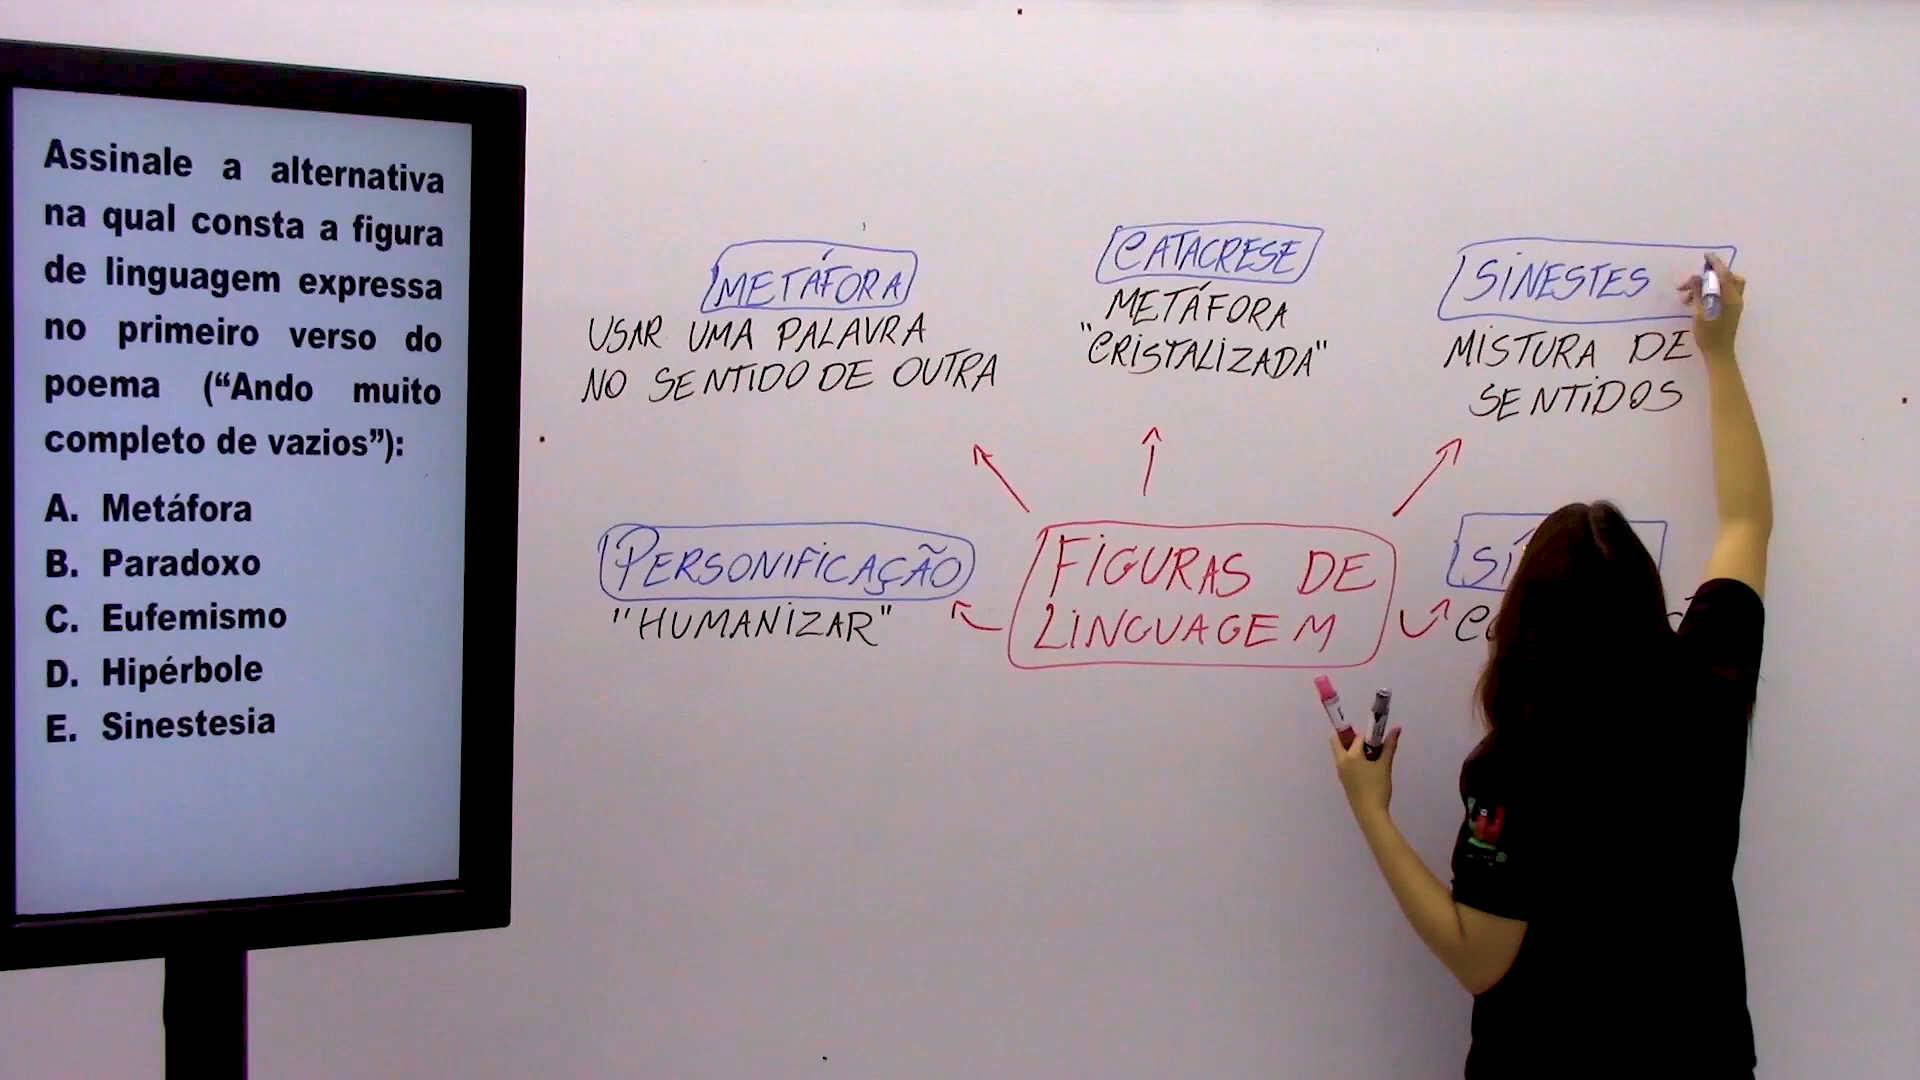 Assinale a alternativa
na qual consta a figura
de linguagem expressa
no primeiro verso do
poema (“Ando muito
completo de vazios”):
A. Metáfora
B. Paradoxo
C. Eufemismo
D. Hipérbole
E. Sinestesia
METÁFORA
USAR UMA PALAVRA
NO SENTIDO DE OUTRA
CATACRESE
METÁFORA
"CRISTALIZADA"
SINESTES
MISTURA DE
SENTIDOS
PERSONIFICAÇÃO
"HUMANIZAR"
FIGURAS DE
LINGUAGEM